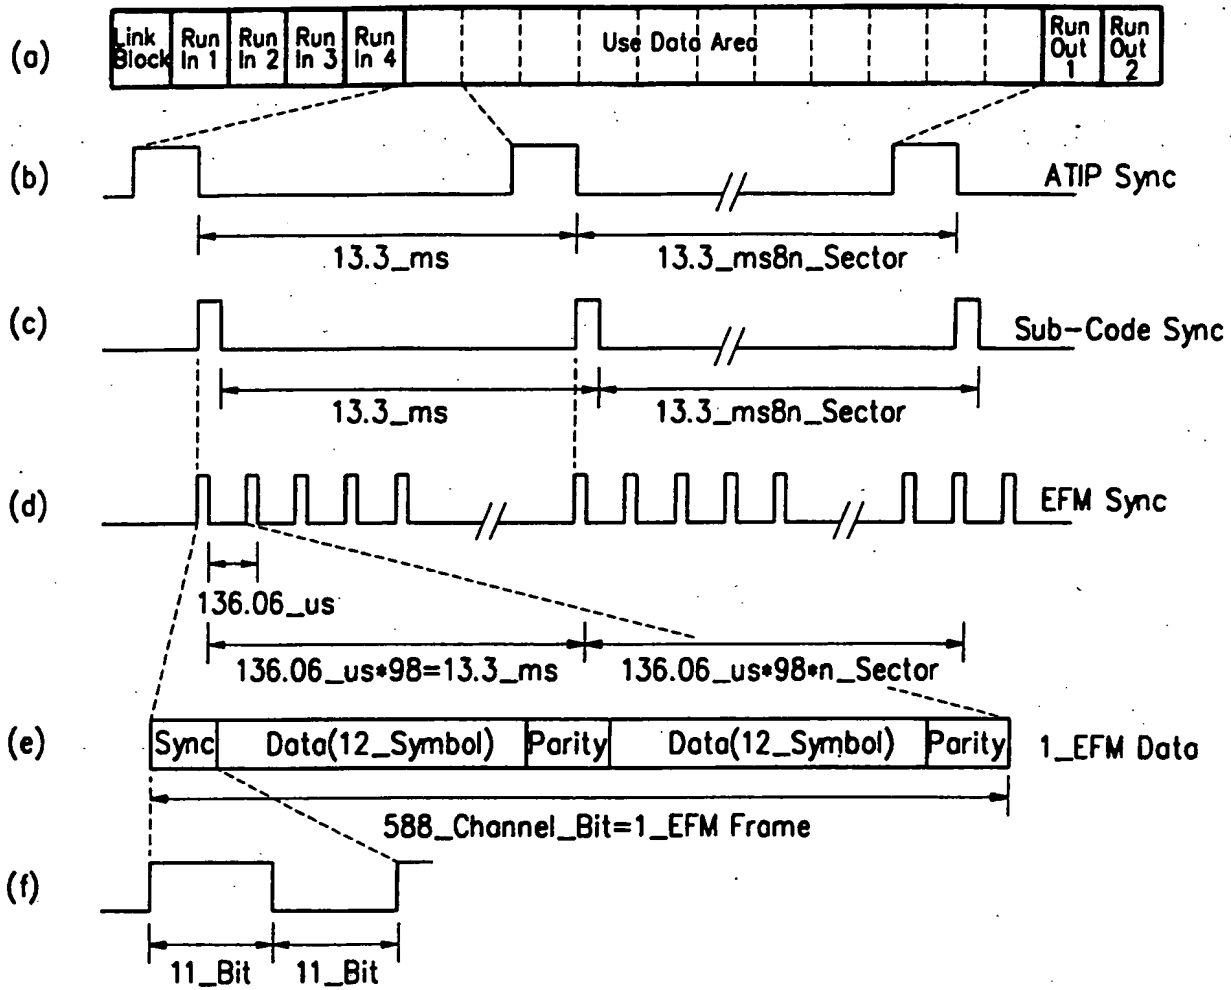 (a)
Link Block
Run In 1
Run In 2
Run In 3
Run In 4
Use Data Area
Run Out 1
Run Out 2
(b)
ATIP Sync
13.3_ms
13.3_ms8n_Sector
(c)
Sub-Code Sync
13.3_ms
13.3_ms8n_Sector
(d)
EFM Sync
136.06_us
136.06_us*98=13.3_ms
136.06_us*98*n_Sector
(e)
Sync
Data(12_Symbol)
Parity
Data(12_Symbol)
Parity
1_EFM Data
588_Channel_Bit=1_EFM Frame
(f)
11_Bit
11_Bit